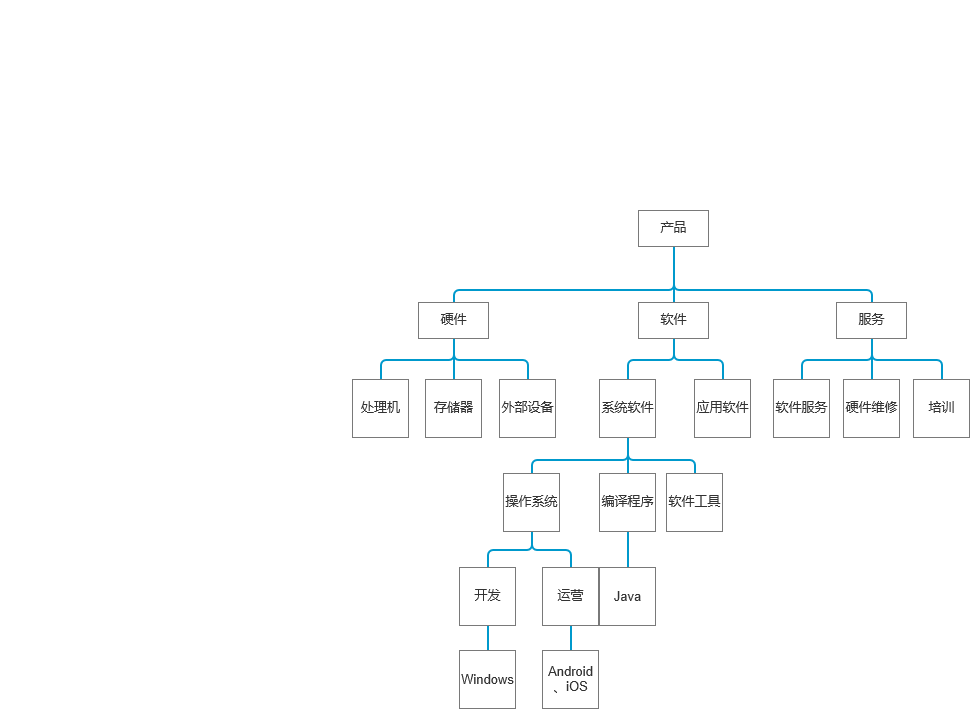 产品
硬件
软件
服务
处理机
存储器
外部设备
系统软件
应用软件
软件服务
硬件维修
培训
操作系统
编译程序
软件工具
开发
运营
Java
Windows
Android
、iOS